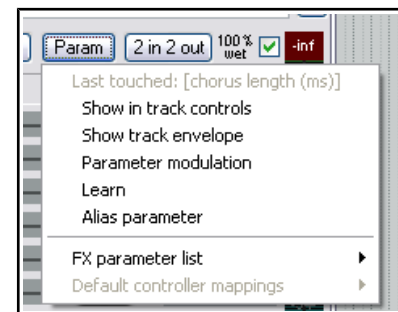 Param 2 in 2 out 100 % wet -inf
Last touched: [chorus length (ms)]
Show in track controls
Show track envelope
Parameter modulation
Learn
Alias parameter
FX parameter list
Default controller mappings